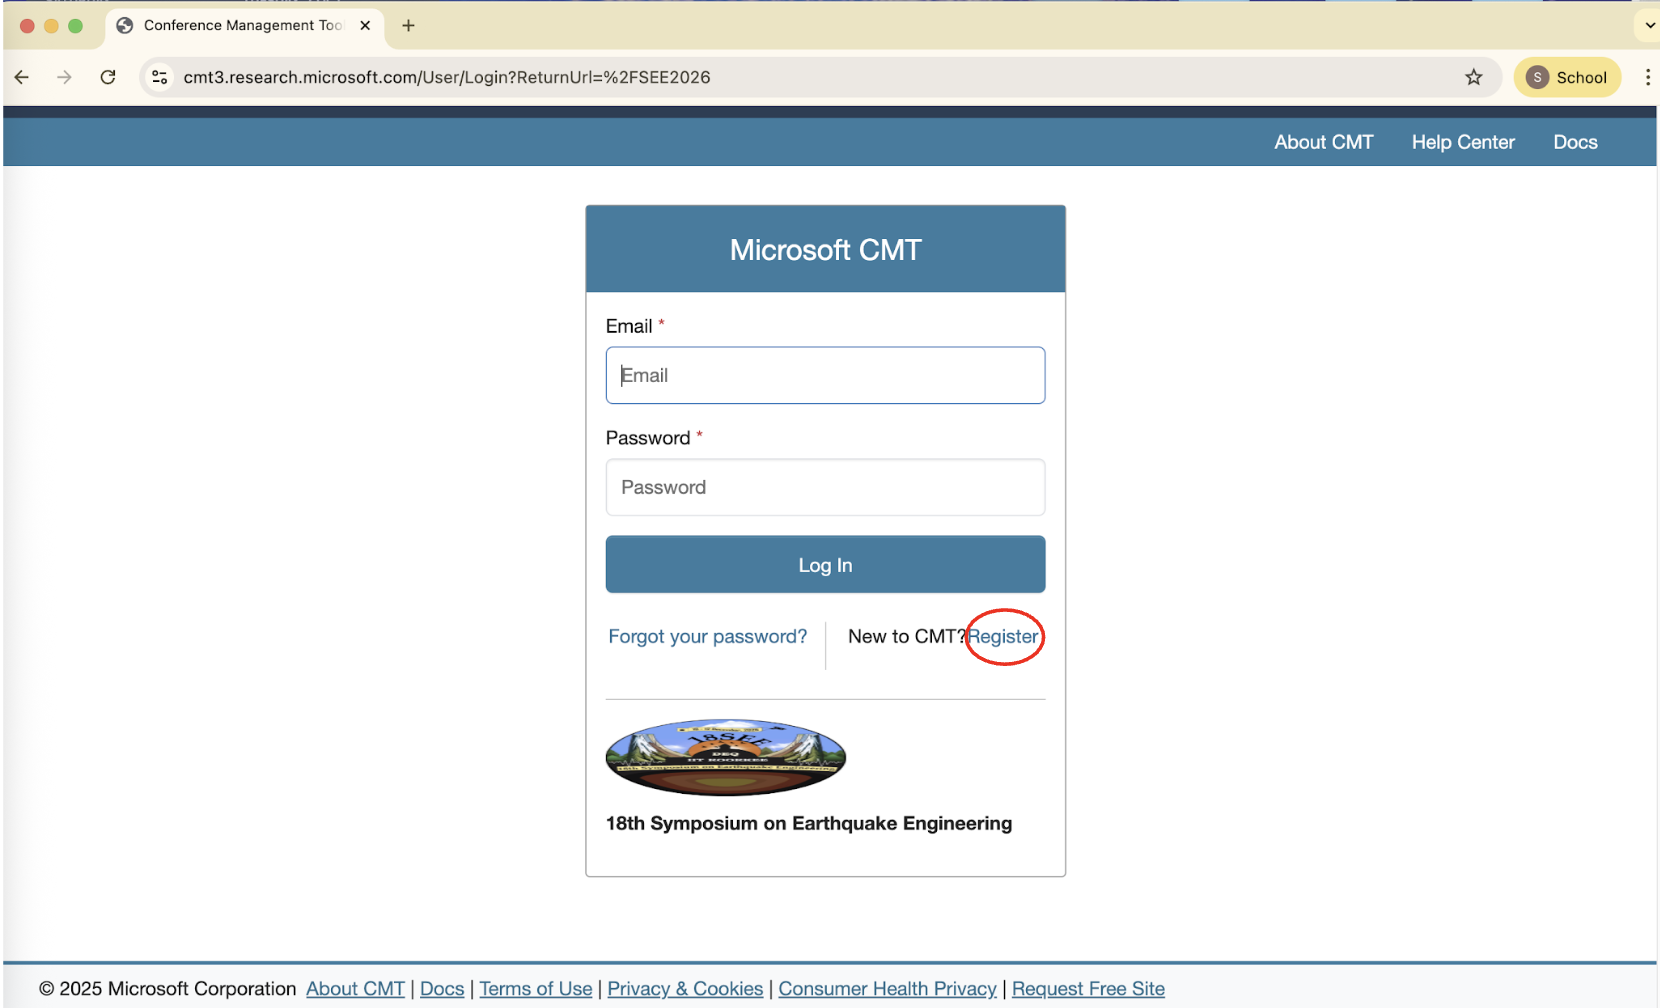 Conference Management Too
cmt3.research.microsoft.com/User/Login?ReturnUrl=%2FSEE2026
S School
About CMT Help Center Docs
Microsoft CMT
Email *
Email
Password *
Password
Log In
Forgot your password? New to CMT?Register
18SEE
DEQ
IIT ROORKEE
18th Symposium on Earthquake Engineering
18th Symposium on Earthquake Engineering
© 2025 Microsoft Corporation About CMT | Docs | Terms of Use | Privacy & Cookies | Consumer Health Privacy | Request Free Site